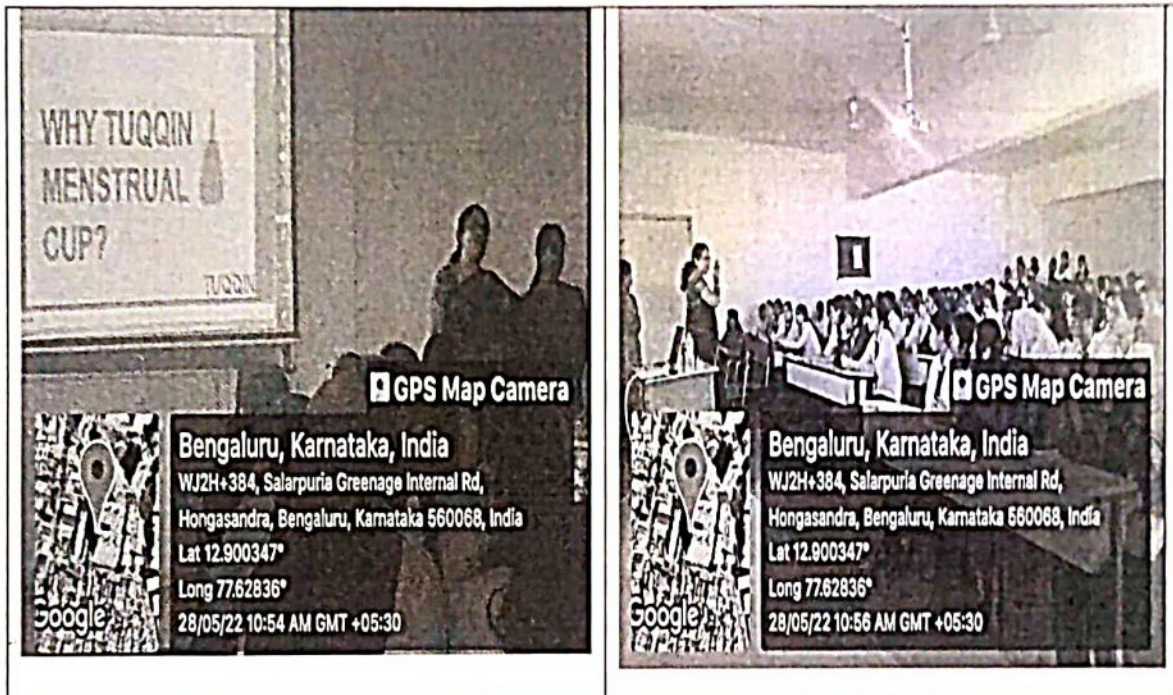 WHY TUQQIN
MENSTRUAL
CUP?
TUQQIN
GPS Map Camera
Bengaluru, Karnataka, India
WJ2H+384, Salarpuria Greenage Internal Rd,
Hongasandra, Bengaluru, Karnataka 560068, India
Lat 12.900347°
Long 77.62836°
28/05/22 10:54 AM GMT +05:30
Google
GPS Map Camera
Bengaluru, Karnataka, India
WJ2H+384, Salarpuria Greenage Internal Rd,
Hongasandra, Bengaluru, Karnataka 560068, India
Lat 12.900347°
Long 77.62836°
28/05/22 10:56 AM GMT +05:30
Google